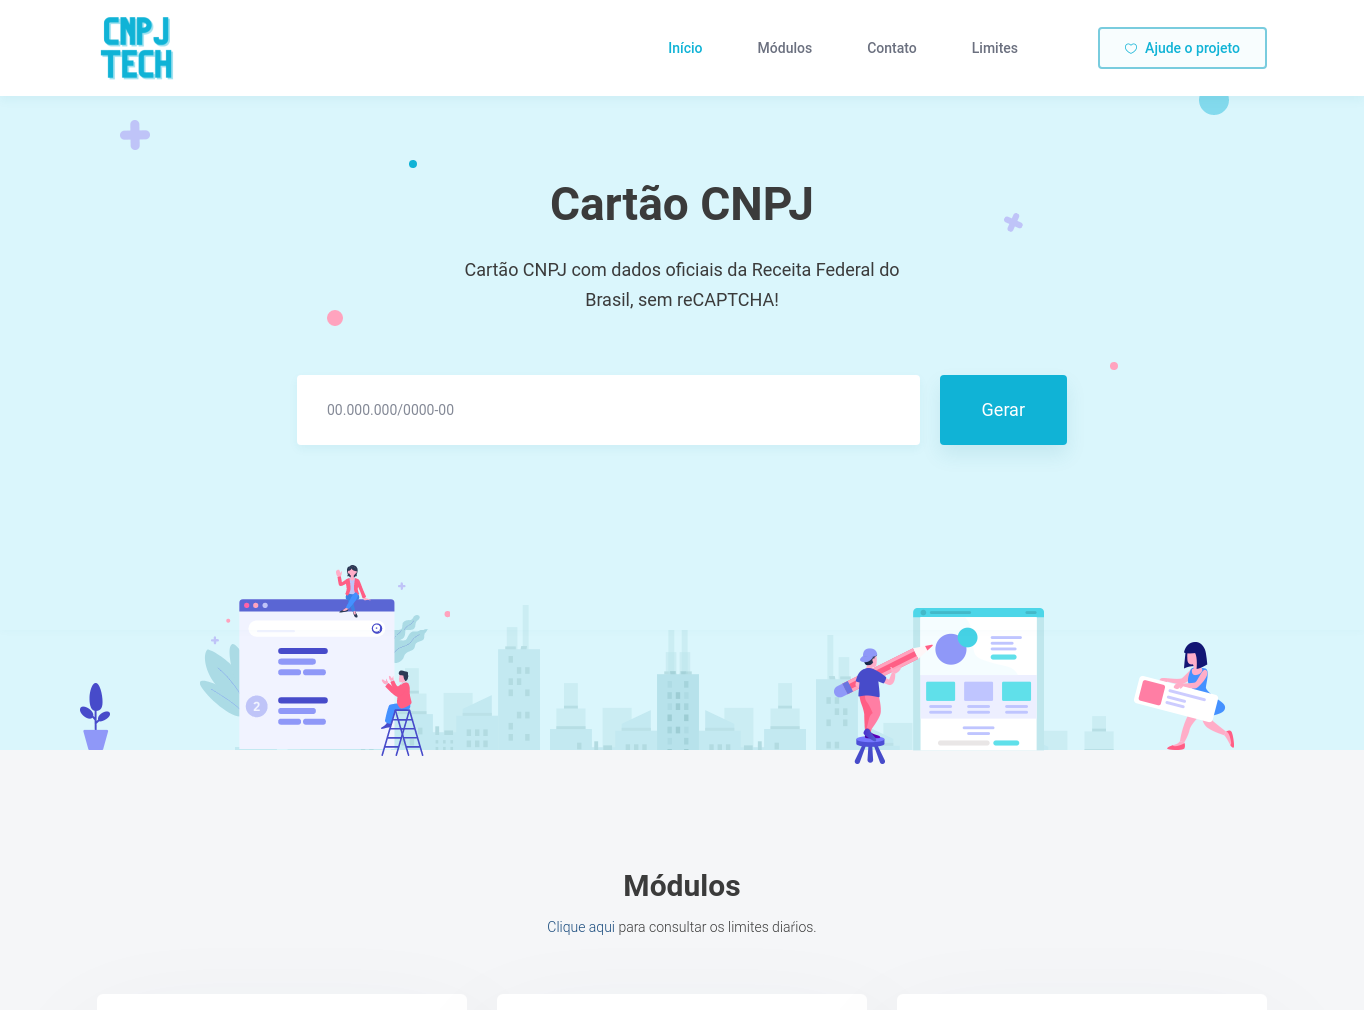 CNPJ
TECH
Início
Módulos
Contato
Limites
Ajude o projeto
Cartão CNPJ
Cartão CNPJ com dados oficiais da Receita Federal do
Brasil, sem reCAPTCHA!
00.000.000/0000-00
Gerar
2
Módulos
Clique aqui para consultar os limites diaŕios.